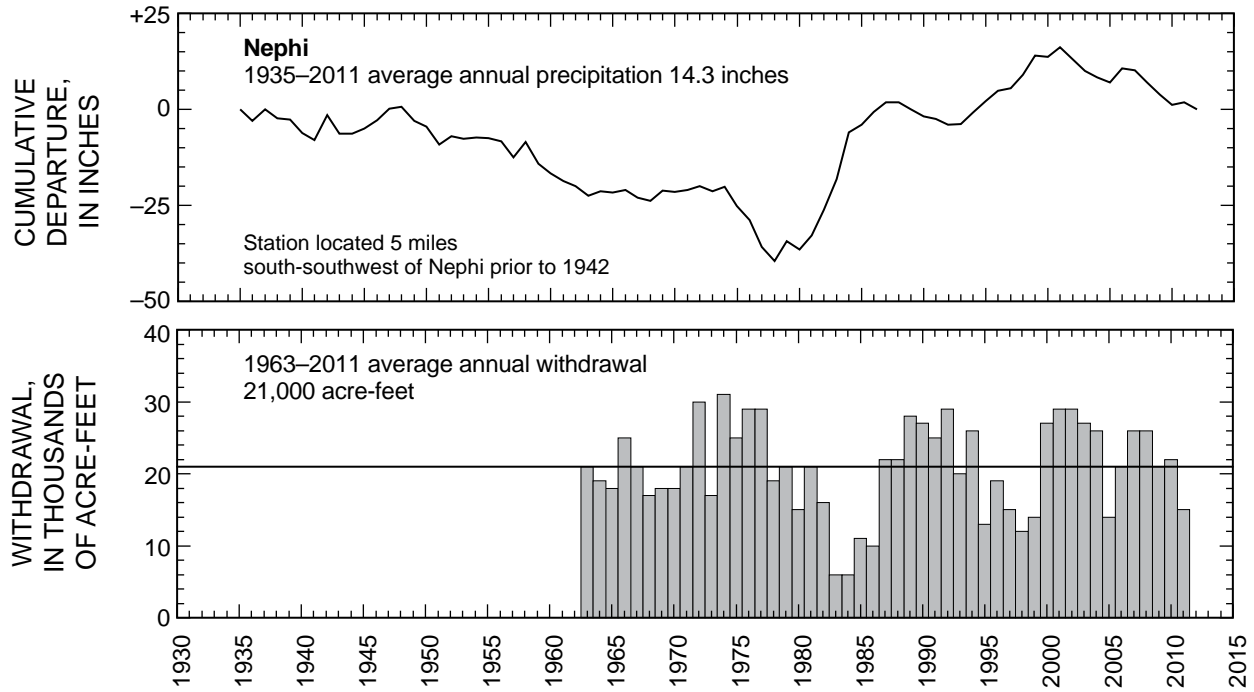 +25
0
–25
–50
CUMULATIVE
DEPARTURE,
IN INCHES
Nephi
1935–2011 average annual precipitation 14.3 inches
Station located 5 miles
south-southwest of Nephi prior to 1942
40
30
20
10
0
WITHDRAWAL,
IN THOUSANDS
OF ACRE-FEET
1963–2011 average annual withdrawal
21,000 acre-feet
1930
1935
1940
1945
1950
1955
1960
1965
1970
1975
1980
1985
1990
1995
2000
2005
2010
2015